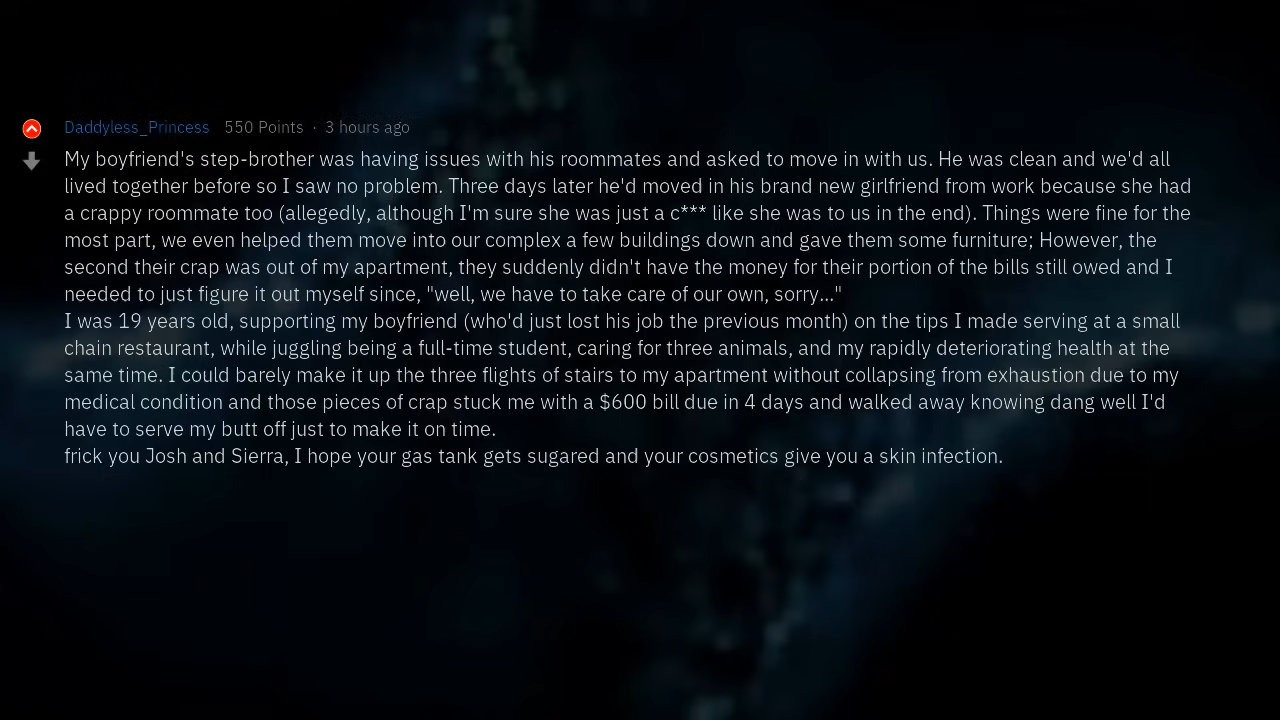 Daddyless_Princess 550 Points · 3 hours ago
My boyfriend's step-brother was having issues with his roommates and asked to move in with us. He was clean and we'd all
lived together before so I saw no problem. Three days later he'd moved in his brand new girlfriend from work because she had
a crappy roommate too (allegedly, although I'm sure she was just a c*** like she was to us in the end). Things were fine for the
most part, we even helped them move into our complex a few buildings down and gave them some furniture; However, the
second their crap was out of my apartment, they suddenly didn't have the money for their portion of the bills still owed and I
needed to just figure it out myself since, "well, we have to take care of our own, sorry..."
I was 19 years old, supporting my boyfriend (who'd just lost his job the previous month) on the tips I made serving at a small
chain restaurant, while juggling being a full-time student, caring for three animals, and my rapidly deteriorating health at the
same time. I could barely make it up the three flights of stairs to my apartment without collapsing from exhaustion due to my
medical condition and those pieces of crap stuck me with a $600 bill due in 4 days and walked away knowing dang well I'd
have to serve my butt off just to make it on time.
frick you Josh and Sierra, I hope your gas tank gets sugared and your cosmetics give you a skin infection.